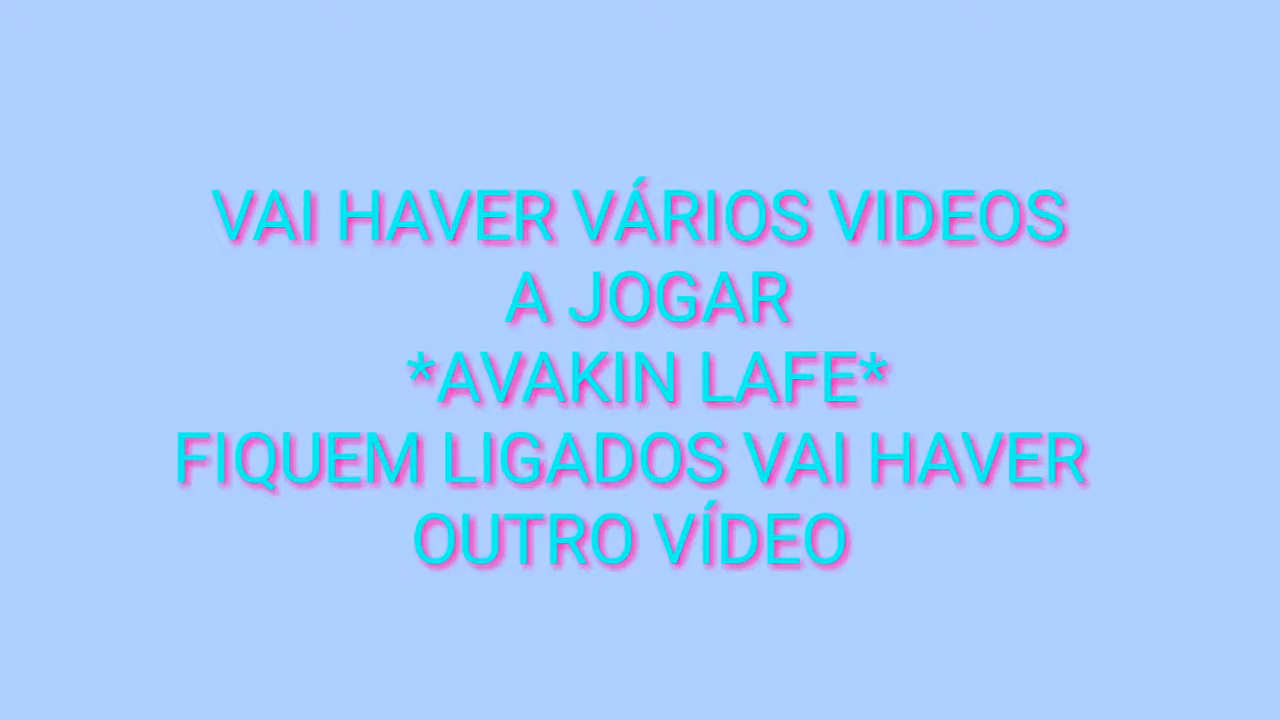 VAI HAVER VÁRIOS VIDEOS
A JOGAR
*AVAKIN LAFE*
FIQUEM LIGADOS VAI HAVER
OUTRO VÍDEO